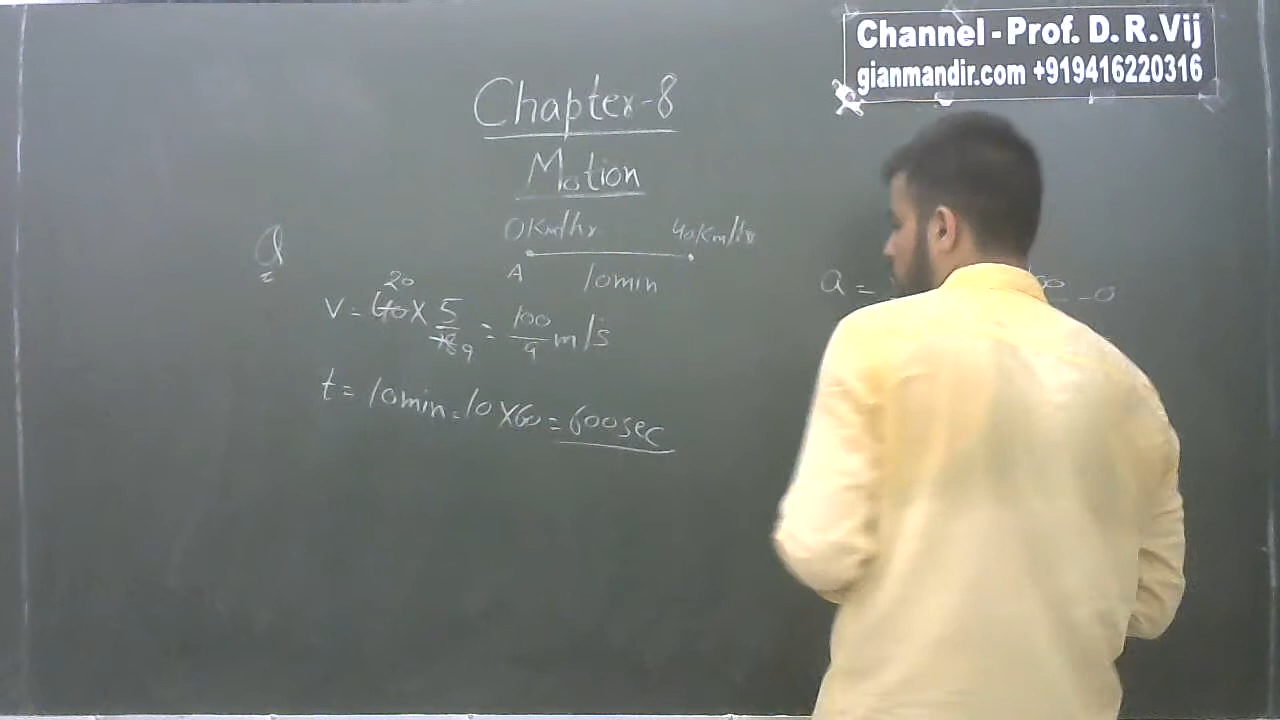 Channel - Prof. D. R. Vij
gianmandir.com +919416220316
Chapter-8
Motion
0Km/hr 40Km/hr
A 10min
Q
20
V = 40 X 5/18 9 = 100/9 m/s
a = - 0
t = 10min = 10 X 60 = 600sec